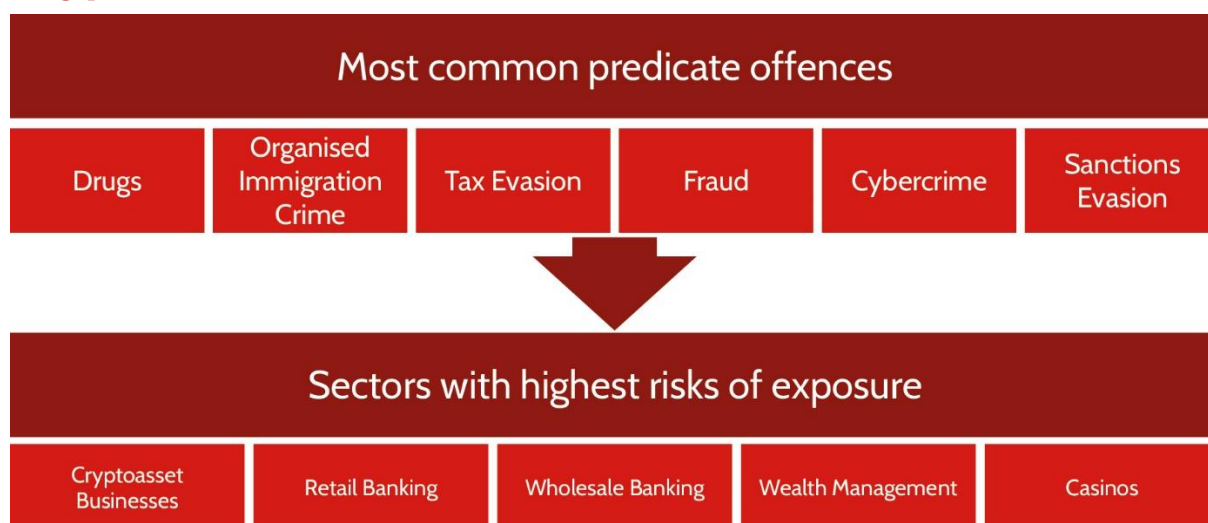 Most common predicate offences
Drugs
Organised
Immigration
Crime
Tax Evasion
Fraud
Cybercrime
Sanctions
Evasion
Sectors with highest risks of exposure
Cryptoasset
Businesses
Retail Banking
Wholesale Banking
Wealth Management
Casinos